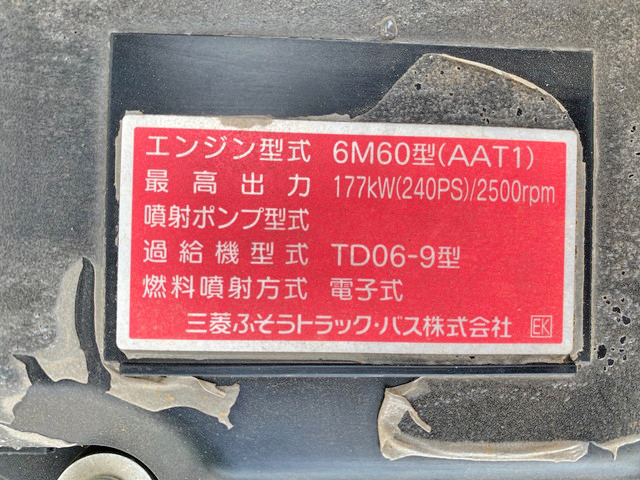 エンジン型式 6M60型(AAT1)
最高出力 177kW(240PS)/2500rpm
噴射ポンプ型式
過給機型式 TD06-9型
燃料噴射方式 電子式
三菱ふそうトラック・バス株式会社 EK